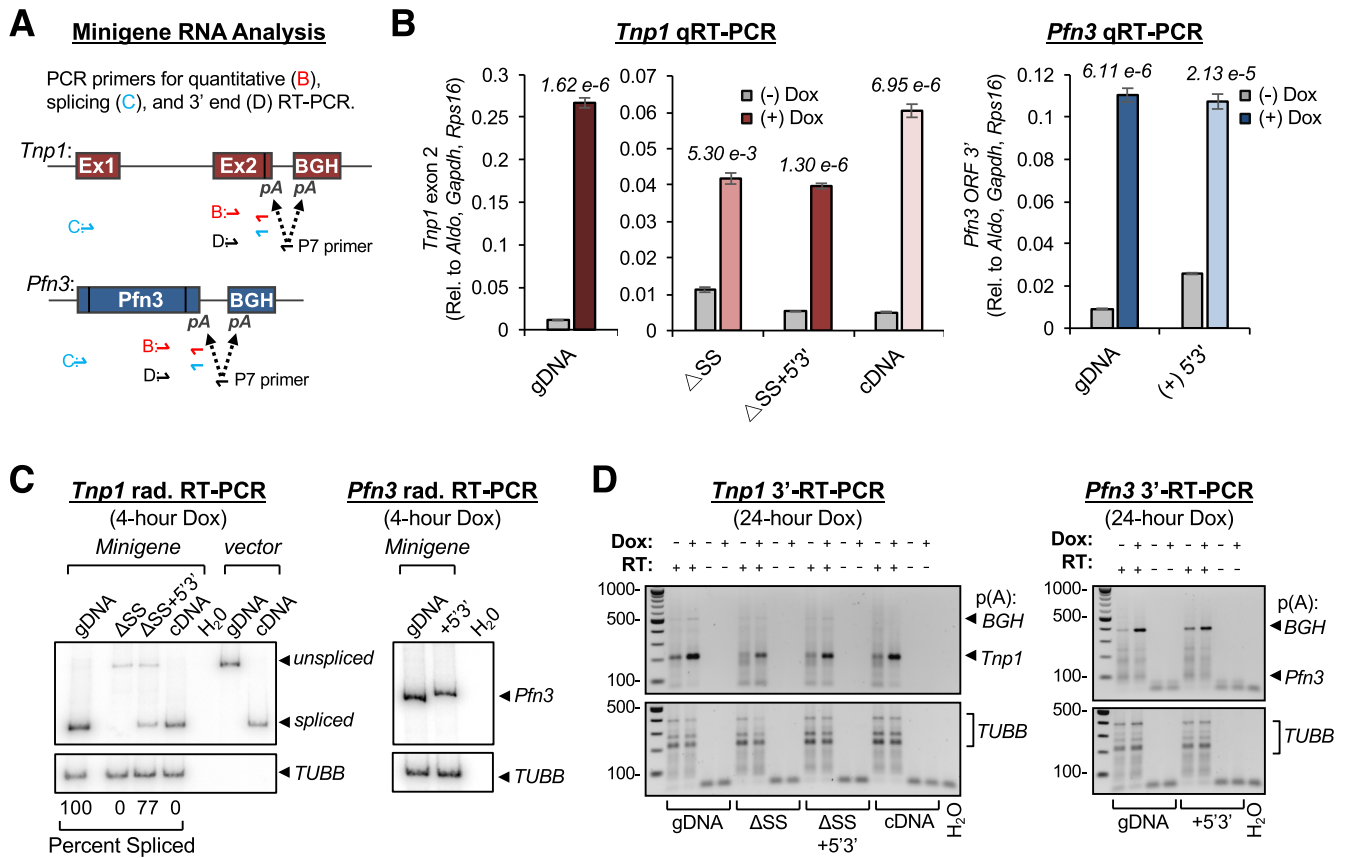 A
Minigene RNA Analysis
PCR primers for quantitative (B),
splicing (C), and 3' end (D) RT-PCR.
Tnp1:
Ex1
Ex2
BGH
pA
pA
C:
B:
D:
P7 primer
Pfn3:
Pfn3
BGH
pA
pA
C:
B:
D:
P7 primer
B
Tnp1 qRT-PCR
Tnp1 exon 2
(Rel. to Aldo, Gapdh, Rps16)
0.3
0.25
0.2
0.15
0.1
0.05
0
1.62 e-6
gDNA
0.07
0.06
0.05
0.04
0.03
0.02
0.01
0
(-) Dox
(+) Dox
5.30 e-3
1.30 e-6
6.95 e-6
△SS
△SS+5'3'
cDNA
Pfn3 qRT-PCR
Pfn3 ORF 3'
(Rel. to Aldo, Gapdh, Rps16)
0.12
0.1
0.08
0.06
0.04
0.02
0
6.11 e-6
2.13 e-5
(-) Dox
(+) Dox
gDNA
(+) 5'3'
C
Tnp1 rad. RT-PCR
(4-hour Dox)
Minigene
vector
gDNA
ΔSS
ΔSS+5'3'
cDNA
H20
gDNA
cDNA
unspliced
spliced
TUBB
100 0 77 0
Percent Spliced
Pfn3 rad. RT-PCR
(4-hour Dox)
Minigene
gDNA
+5'3'
H20
Pfn3
TUBB
D
Tnp1 3'-RT-PCR
(24-hour Dox)
Dox: - + - + - + - + - + - + - + - +
RT: + + - - + + - - + + - - + + - -
1000-
500-
100-
p(A):
BGH
Tnp1
500-
100-
TUBB
gDNA
ΔSS
ΔSS
+5'3'
cDNA
H2O
Pfn3 3'-RT-PCR
(24-hour Dox)
Dox: - + - + - + - +
RT: + + - - + + - -
1000-
500-
100-
p(A):
BGH
Pfn3
500-
100-
TUBB
gDNA
+5'3'
H2O